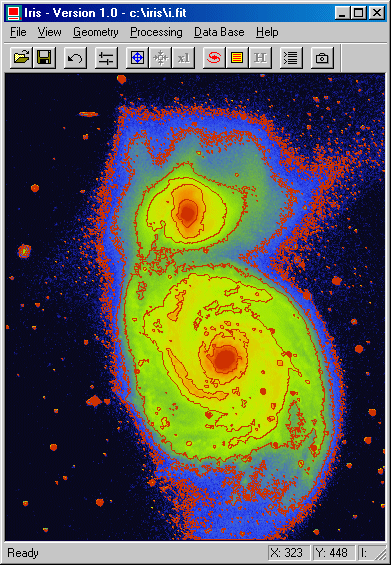 Iris - Version 1.0 - c:\iris\i.fit
File View Geometry Processing Data Base Help
x1 H
Ready X: 323 Y: 448 I: